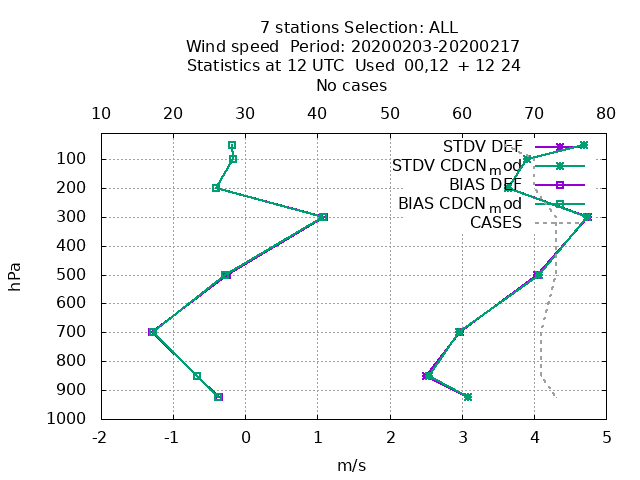 7 stations Selection: ALL
Wind speed  Period: 20200203-20200217
Statistics at 12 UTC  Used  00,12  + 12 24
No cases
10 20 30 40 50 60 70 80
STDV DEF
STDV CDCNmod
BIAS DEF
BIAS CDCNmod
CASES
100
200
300
400
500
600
700
800
900
1000
hPa
-2 -1 0 1 2 3 4 5
m/s